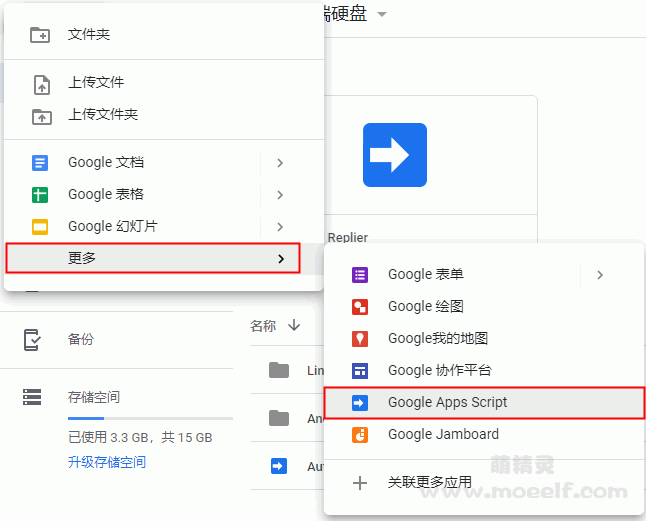 端硬盘
文件夹
上传文件
上传文件夹
Google 文档
Google 表格
Google 幻灯片
更多
Replier
Google 表单
Google 绘图
Google我的地图
Google 协作平台
Google Apps Script
Google Jamboard
关联更多应用
备份
存储空间
已使用 3.3 GB，共 15 GB
升级存储空间
名称
Lin
An
Au
萌精灵
www.moeelf.com